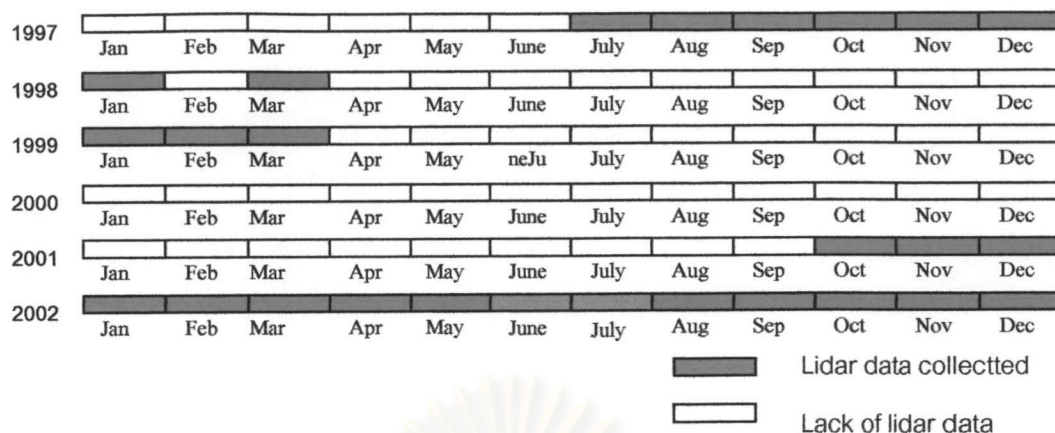 1997
Jan Feb Mar Apr May June July Aug Sep Oct Nov Dec
1998
Jan Feb Mar Apr May June July Aug Sep Oct Nov Dec
1999
Jan Feb Mar Apr May neJu July Aug Sep Oct Nov Dec
2000
Jan Feb Mar Apr May June July Aug Sep Oct Nov Dec
2001
Jan Feb Mar Apr May June July Aug Sep Oct Nov Dec
2002
Jan Feb Mar Apr May June July Aug Sep Oct Nov Dec
Lidar data collectted
Lack of lidar data